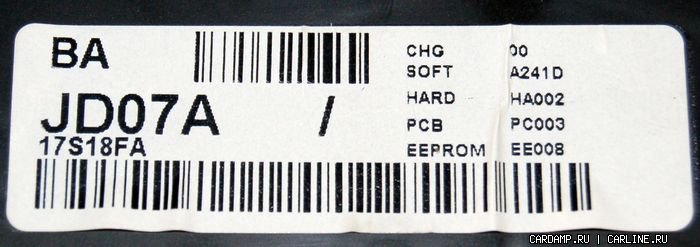 BA
JD07A /
17S18FA
CHG 00
SOFT A241D
HARD HA002
PCB PC003
EEPROM EE008
CARDAMP.RU | CARLINE.RU